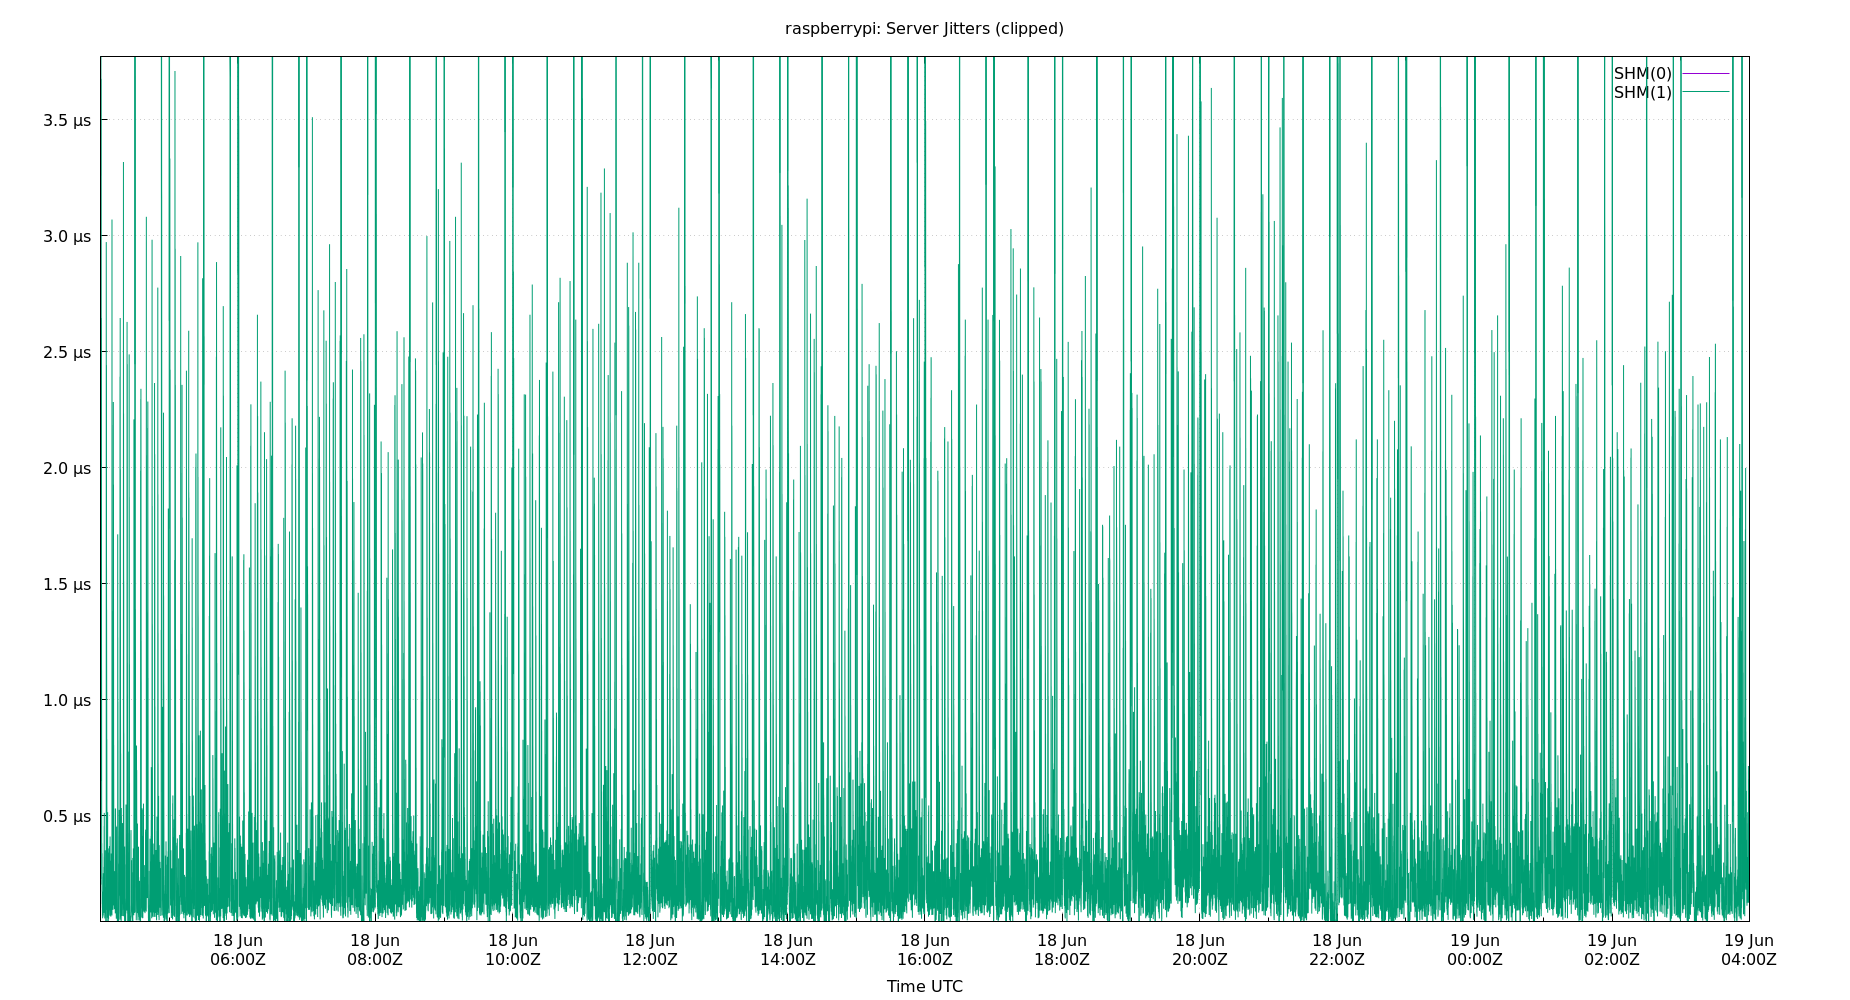 raspberrypi: Server Jitters (clipped)
SHM(0)
SHM(1)
3.5 µs
3.0 µs
2.5 µs
2.0 µs
1.5 µs
1.0 µs
0.5 µs
18 Jun 18 Jun 18 Jun 18 Jun 18 Jun 18 Jun 18 Jun 18 Jun 18 Jun 19 Jun 19 Jun 19 Jun
06:00Z 08:00Z 10:00Z 12:00Z 14:00Z 16:00Z 18:00Z 20:00Z 22:00Z 00:00Z 02:00Z 04:00Z
Time UTC